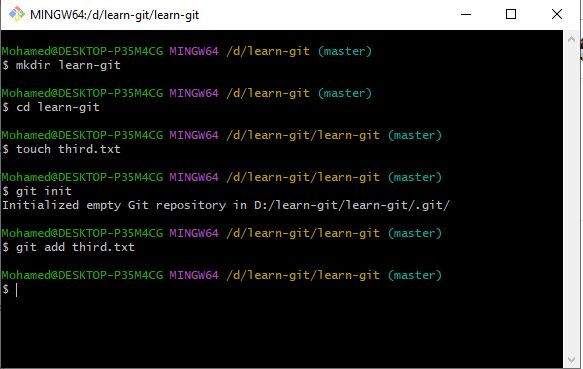 MINGW64:/d/learn-git/learn-git
Mohamed@DESKTOP-P35M4CG MINGW64 /d/learn-git (master)
$ mkdir learn-git
Mohamed@DESKTOP-P35M4CG MINGW64 /d/learn-git (master)
$ cd learn-git
Mohamed@DESKTOP-P35M4CG MINGW64 /d/learn-git/learn-git (master)
$ touch third.txt
Mohamed@DESKTOP-P35M4CG MINGW64 /d/learn-git/learn-git (master)
$ git init
Initialized empty Git repository in D:/learn-git/learn-git/.git/
Mohamed@DESKTOP-P35M4CG MINGW64 /d/learn-git/learn-git (master)
$ git add third.txt
Mohamed@DESKTOP-P35M4CG MINGW64 /d/learn-git/learn-git (master)
$